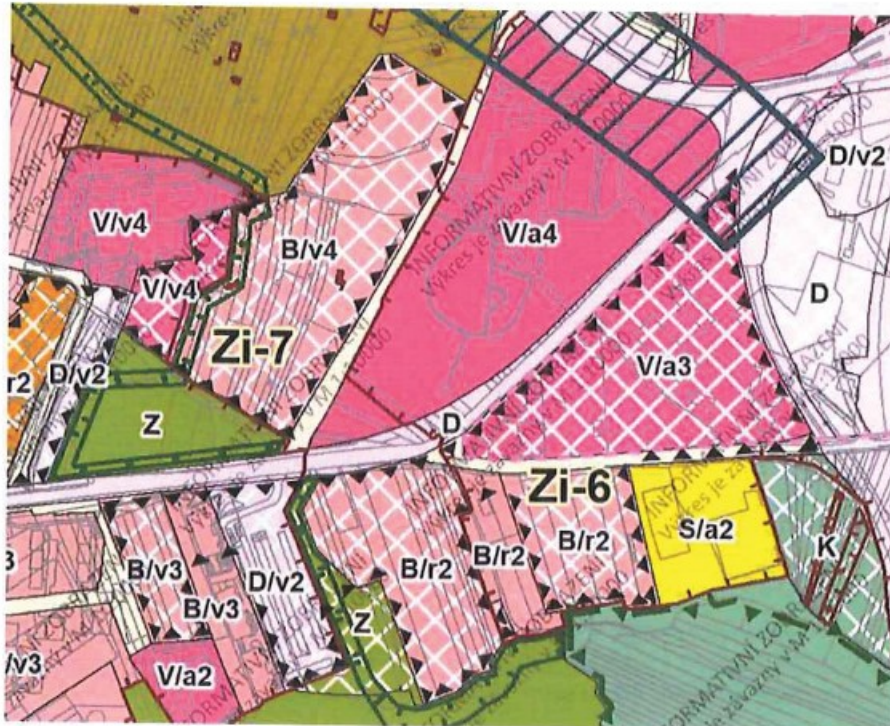 D/v2
V/v4
B/v4
V/a4
V/v4
D
Zi-7
V/a3
r2
D/v2
Z
D
Zi-6
S/a2
B/v3
B/v3
D/v2
B/r2
B/r2
B/r2
K
Z
/v3
V/a2
INFORMATIVNÍ ZOBRAZENÍ
Výkres je závazný v M 1:10000